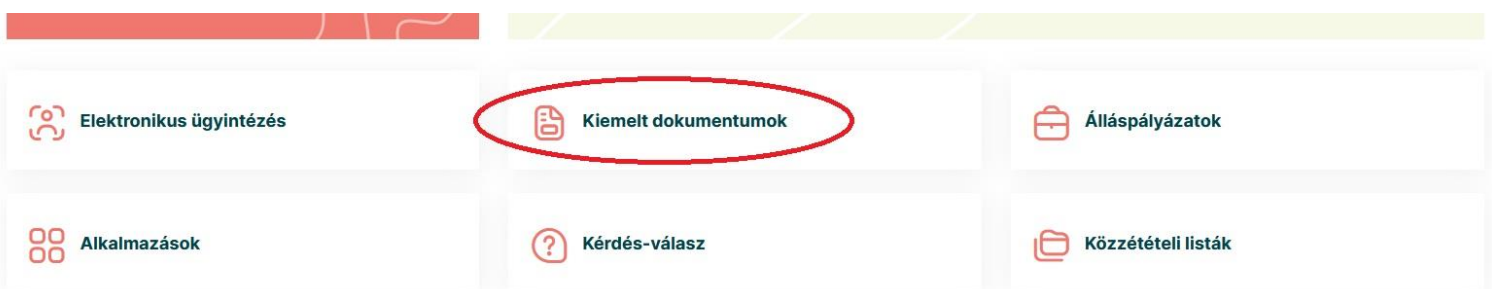 Elektronikus ügyintézés
Kiemelt dokumentumok
Álláspályázatok
Alkalmazások
Kérdés-válasz
Közzétételi listák